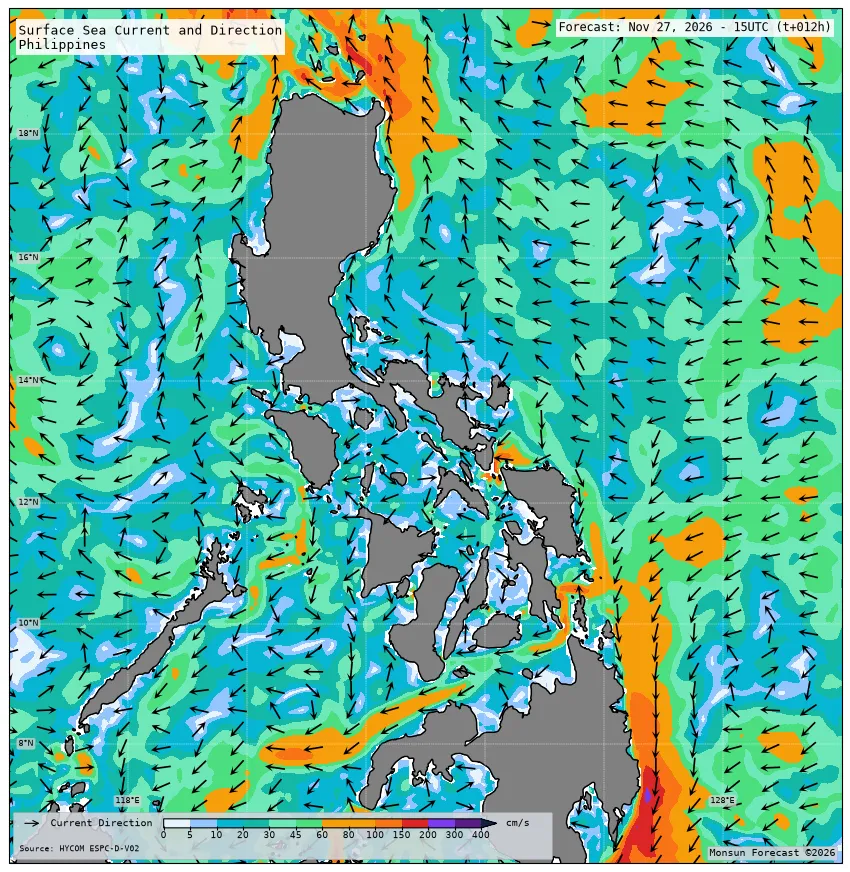 Surface Sea Current and Direction
Philippines
Forecast: Nov 27, 2026 - 15UTC (t+012h)
18°N
16°N
14°N
12°N
10°N
8°N
118°E
128°E
Current Direction
0 5 10 20 30 45 60 80 100 150 200 300 400 cm/s
Source: HYCOM ESPC-D-V02
Monsun Forecast ©2026